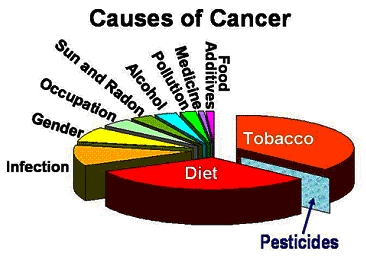 Causes of Cancer
Food
Additives
Medicine
Pollution
Alcohol
Sun and Radon
Occupation
Gender
Infection
Diet
Tobacco
Pesticides